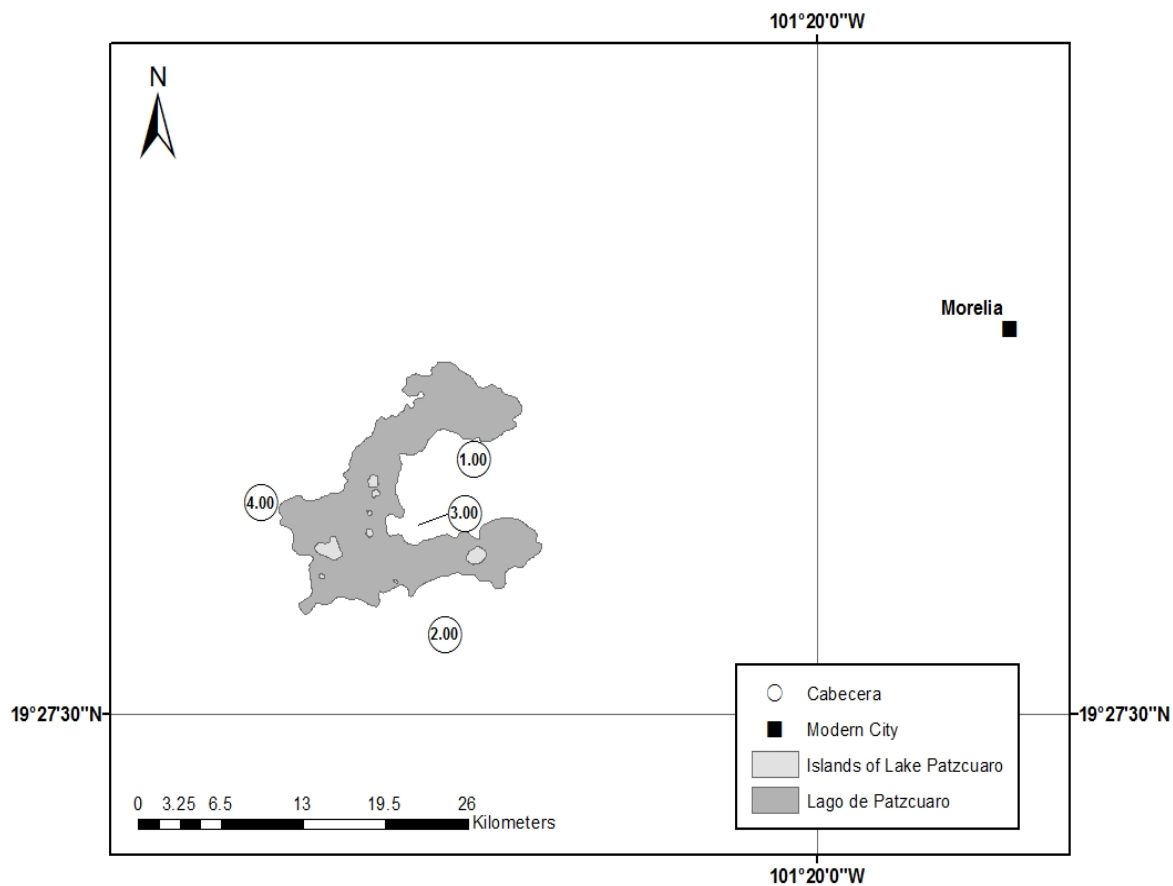 101°20'0"W
N
Morelia
1.00
4.00
3.00
2.00
19°27'30"N
19°27'30"N
Cabecera
Modern City
Islands of Lake Patzcuaro
Lago de Patzcuaro
0 3.25 6.5 13 19.5 26
Kilometers
101°20'0"W